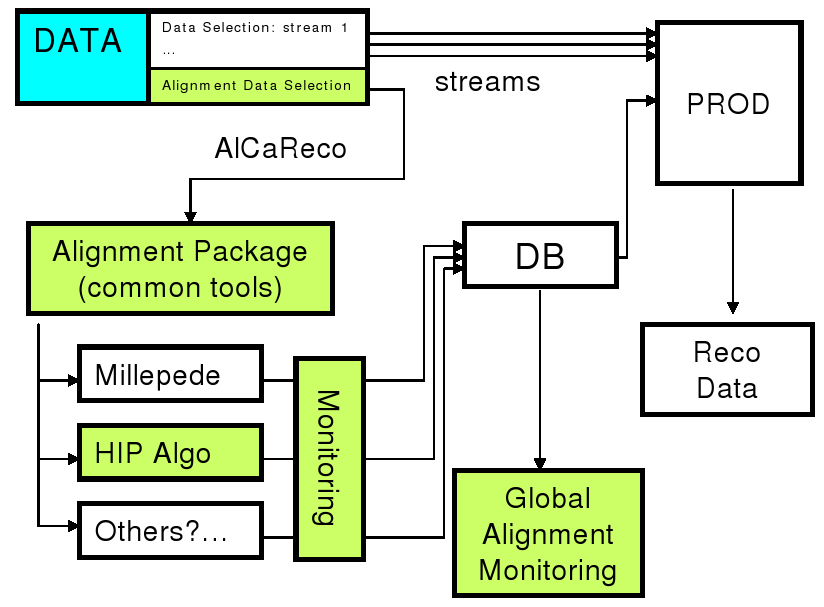 DATA
Data Selection: stream 1
...
Alignment Data Selection
streams
PROD
AlCaReco
Alignment Package
(common tools)
DB
Reco
Data
Millepede
HIP Algo
Others?...
Monitoring
Global
Alignment
Monitoring